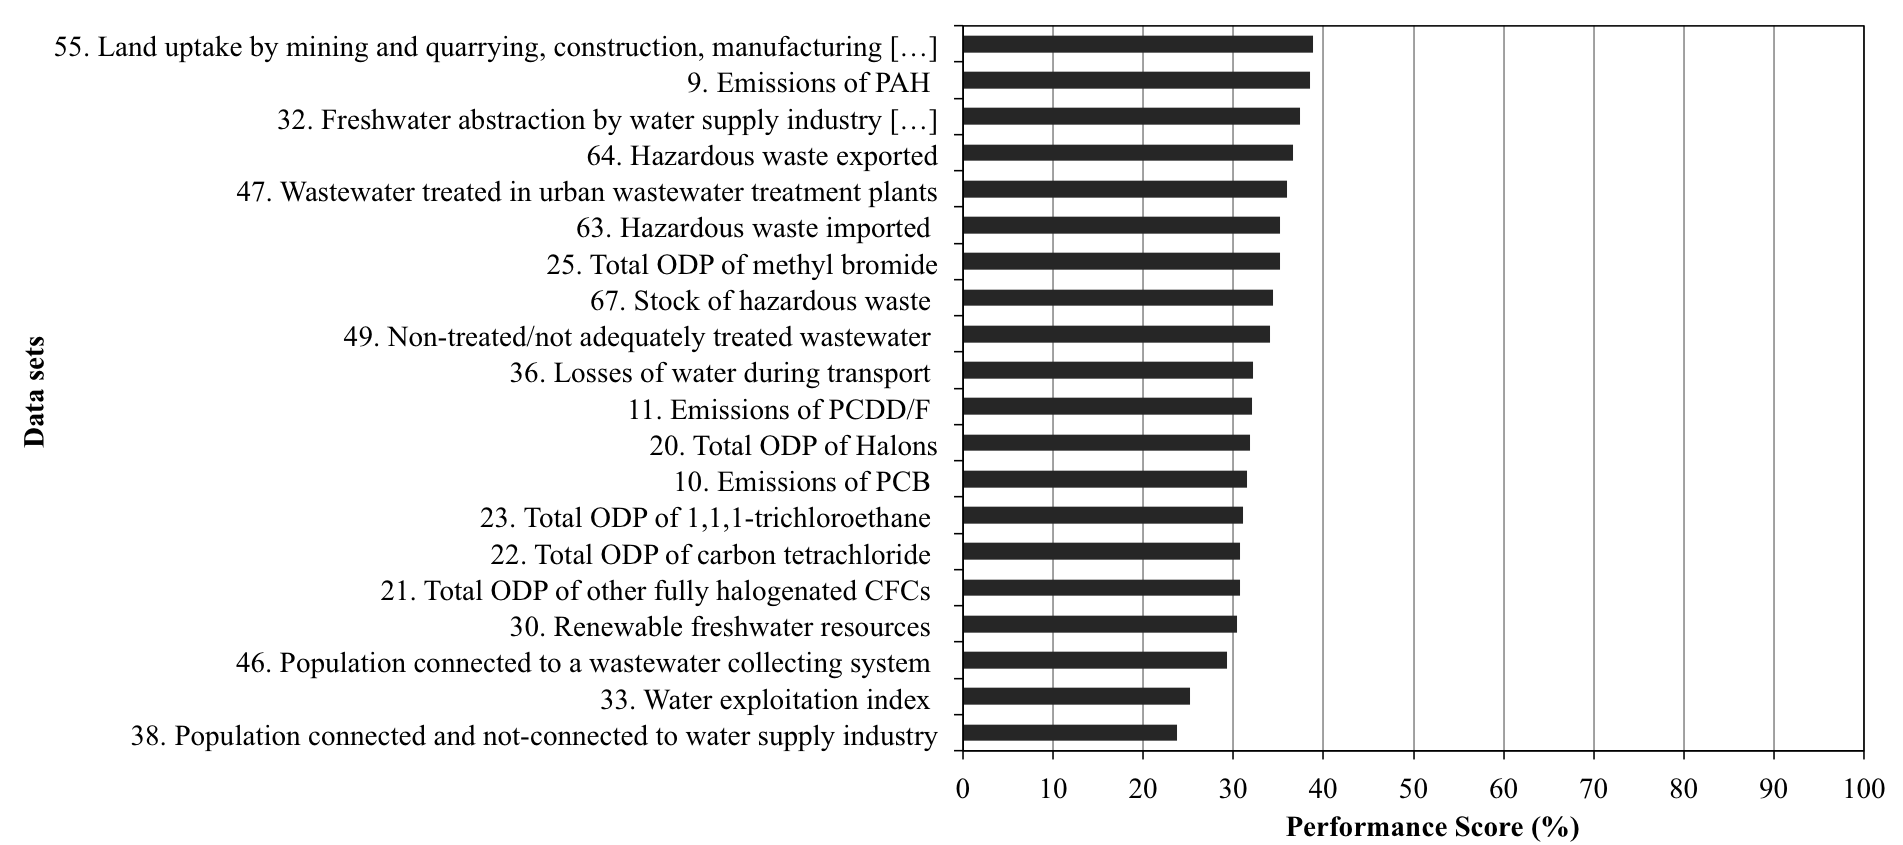 55. Land uptake by mining and quarrying, construction, manufacturing […]
9. Emissions of PAH
32. Freshwater abstraction by water supply industry […]
64. Hazardous waste exported
47. Wastewater treated in urban wastewater treatment plants
63. Hazardous waste imported
25. Total ODP of methyl bromide
67. Stock of hazardous waste
49. Non-treated/not adequately treated wastewater
36. Losses of water during transport
11. Emissions of PCDD/F
20. Total ODP of Halons
10. Emissions of PCB
23. Total ODP of 1,1,1-trichloroethane
22. Total ODP of carbon tetrachloride
21. Total ODP of other fully halogenated CFCs
30. Renewable freshwater resources
46. Population connected to a wastewater collecting system
33. Water exploitation index
38. Population connected and not-connected to water supply industry
Data sets
0 10 20 30 40 50 60 70 80 90 100
Performance Score (%)